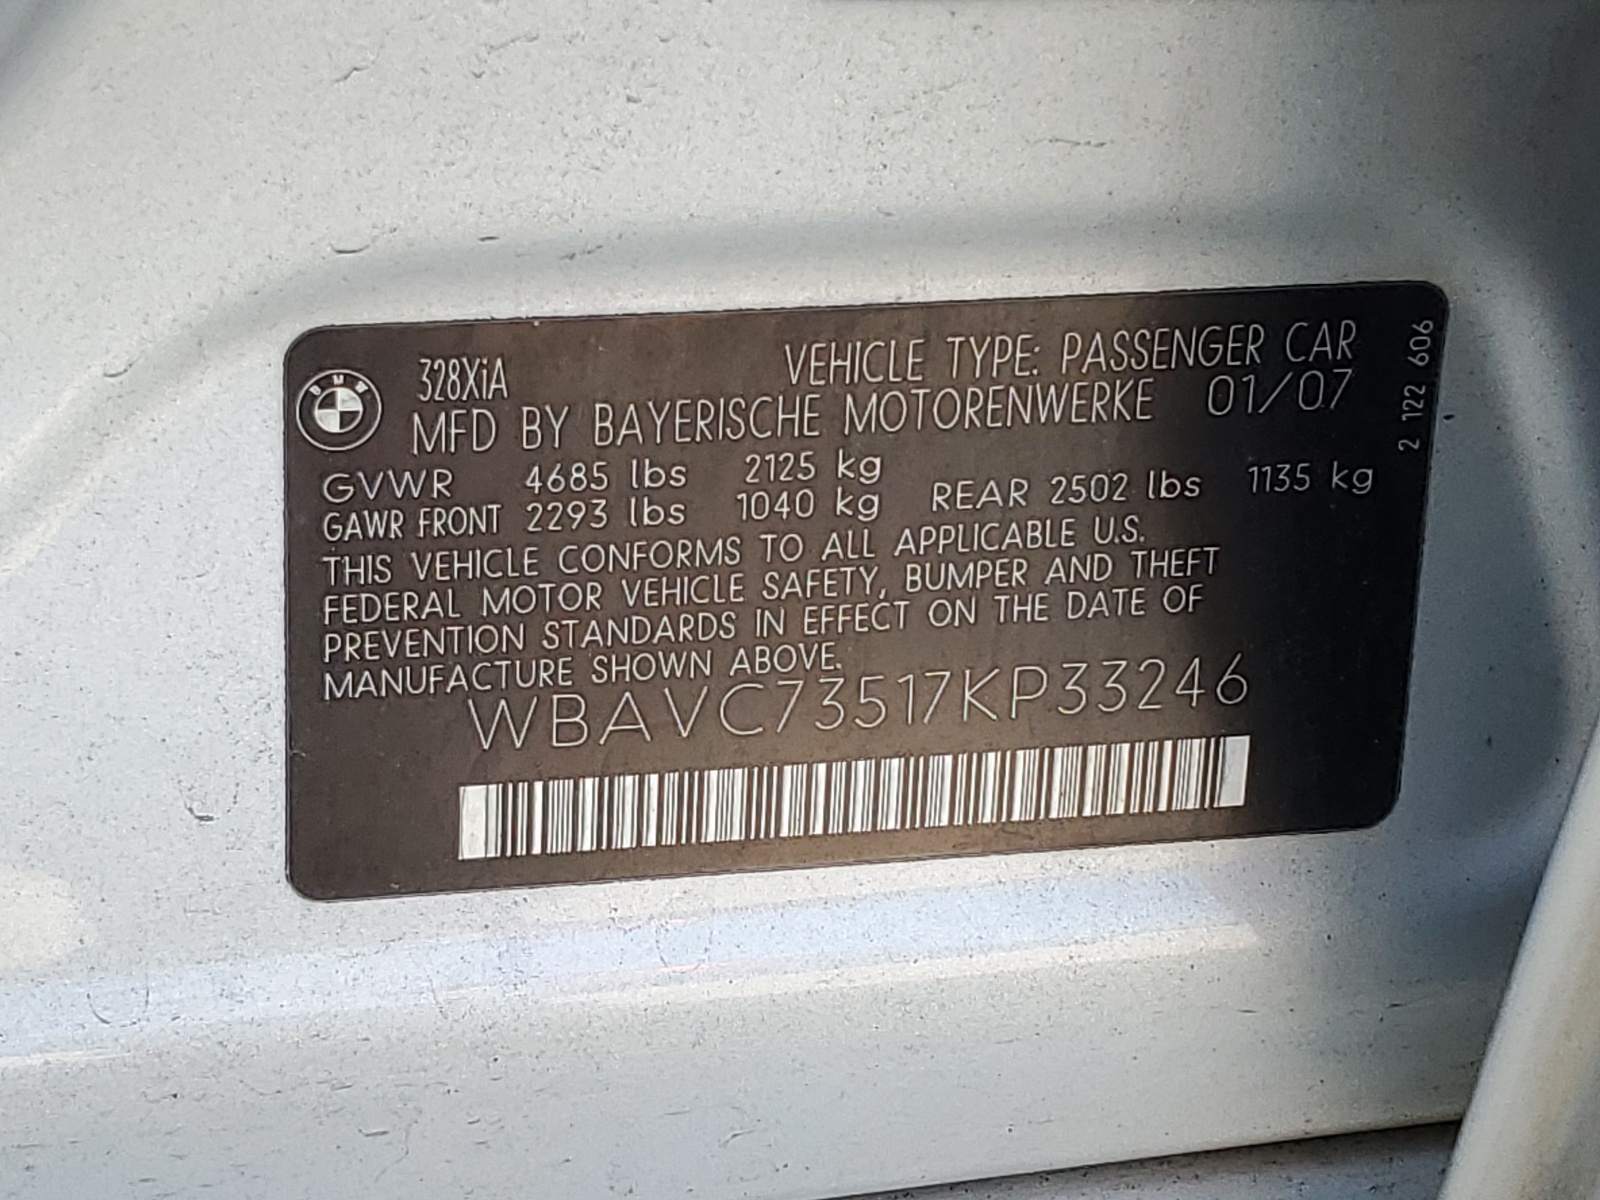 BMW
328XiA VEHICLE TYPE: PASSENGER CAR
MFD BY BAYERISCHE MOTORENWERKE 01/07
GVWR 4685 lbs 2125 kg
GAWR FRONT 2293 lbs 1040 kg REAR 2502 lbs 1135 kg
THIS VEHICLE CONFORMS TO ALL APPLICABLE U.S.
FEDERAL MOTOR VEHICLE SAFETY, BUMPER AND THEFT
PREVENTION STANDARDS IN EFFECT ON THE DATE OF
MANUFACTURE SHOWN ABOVE.
WBAVC73517KP33246
2 122 606